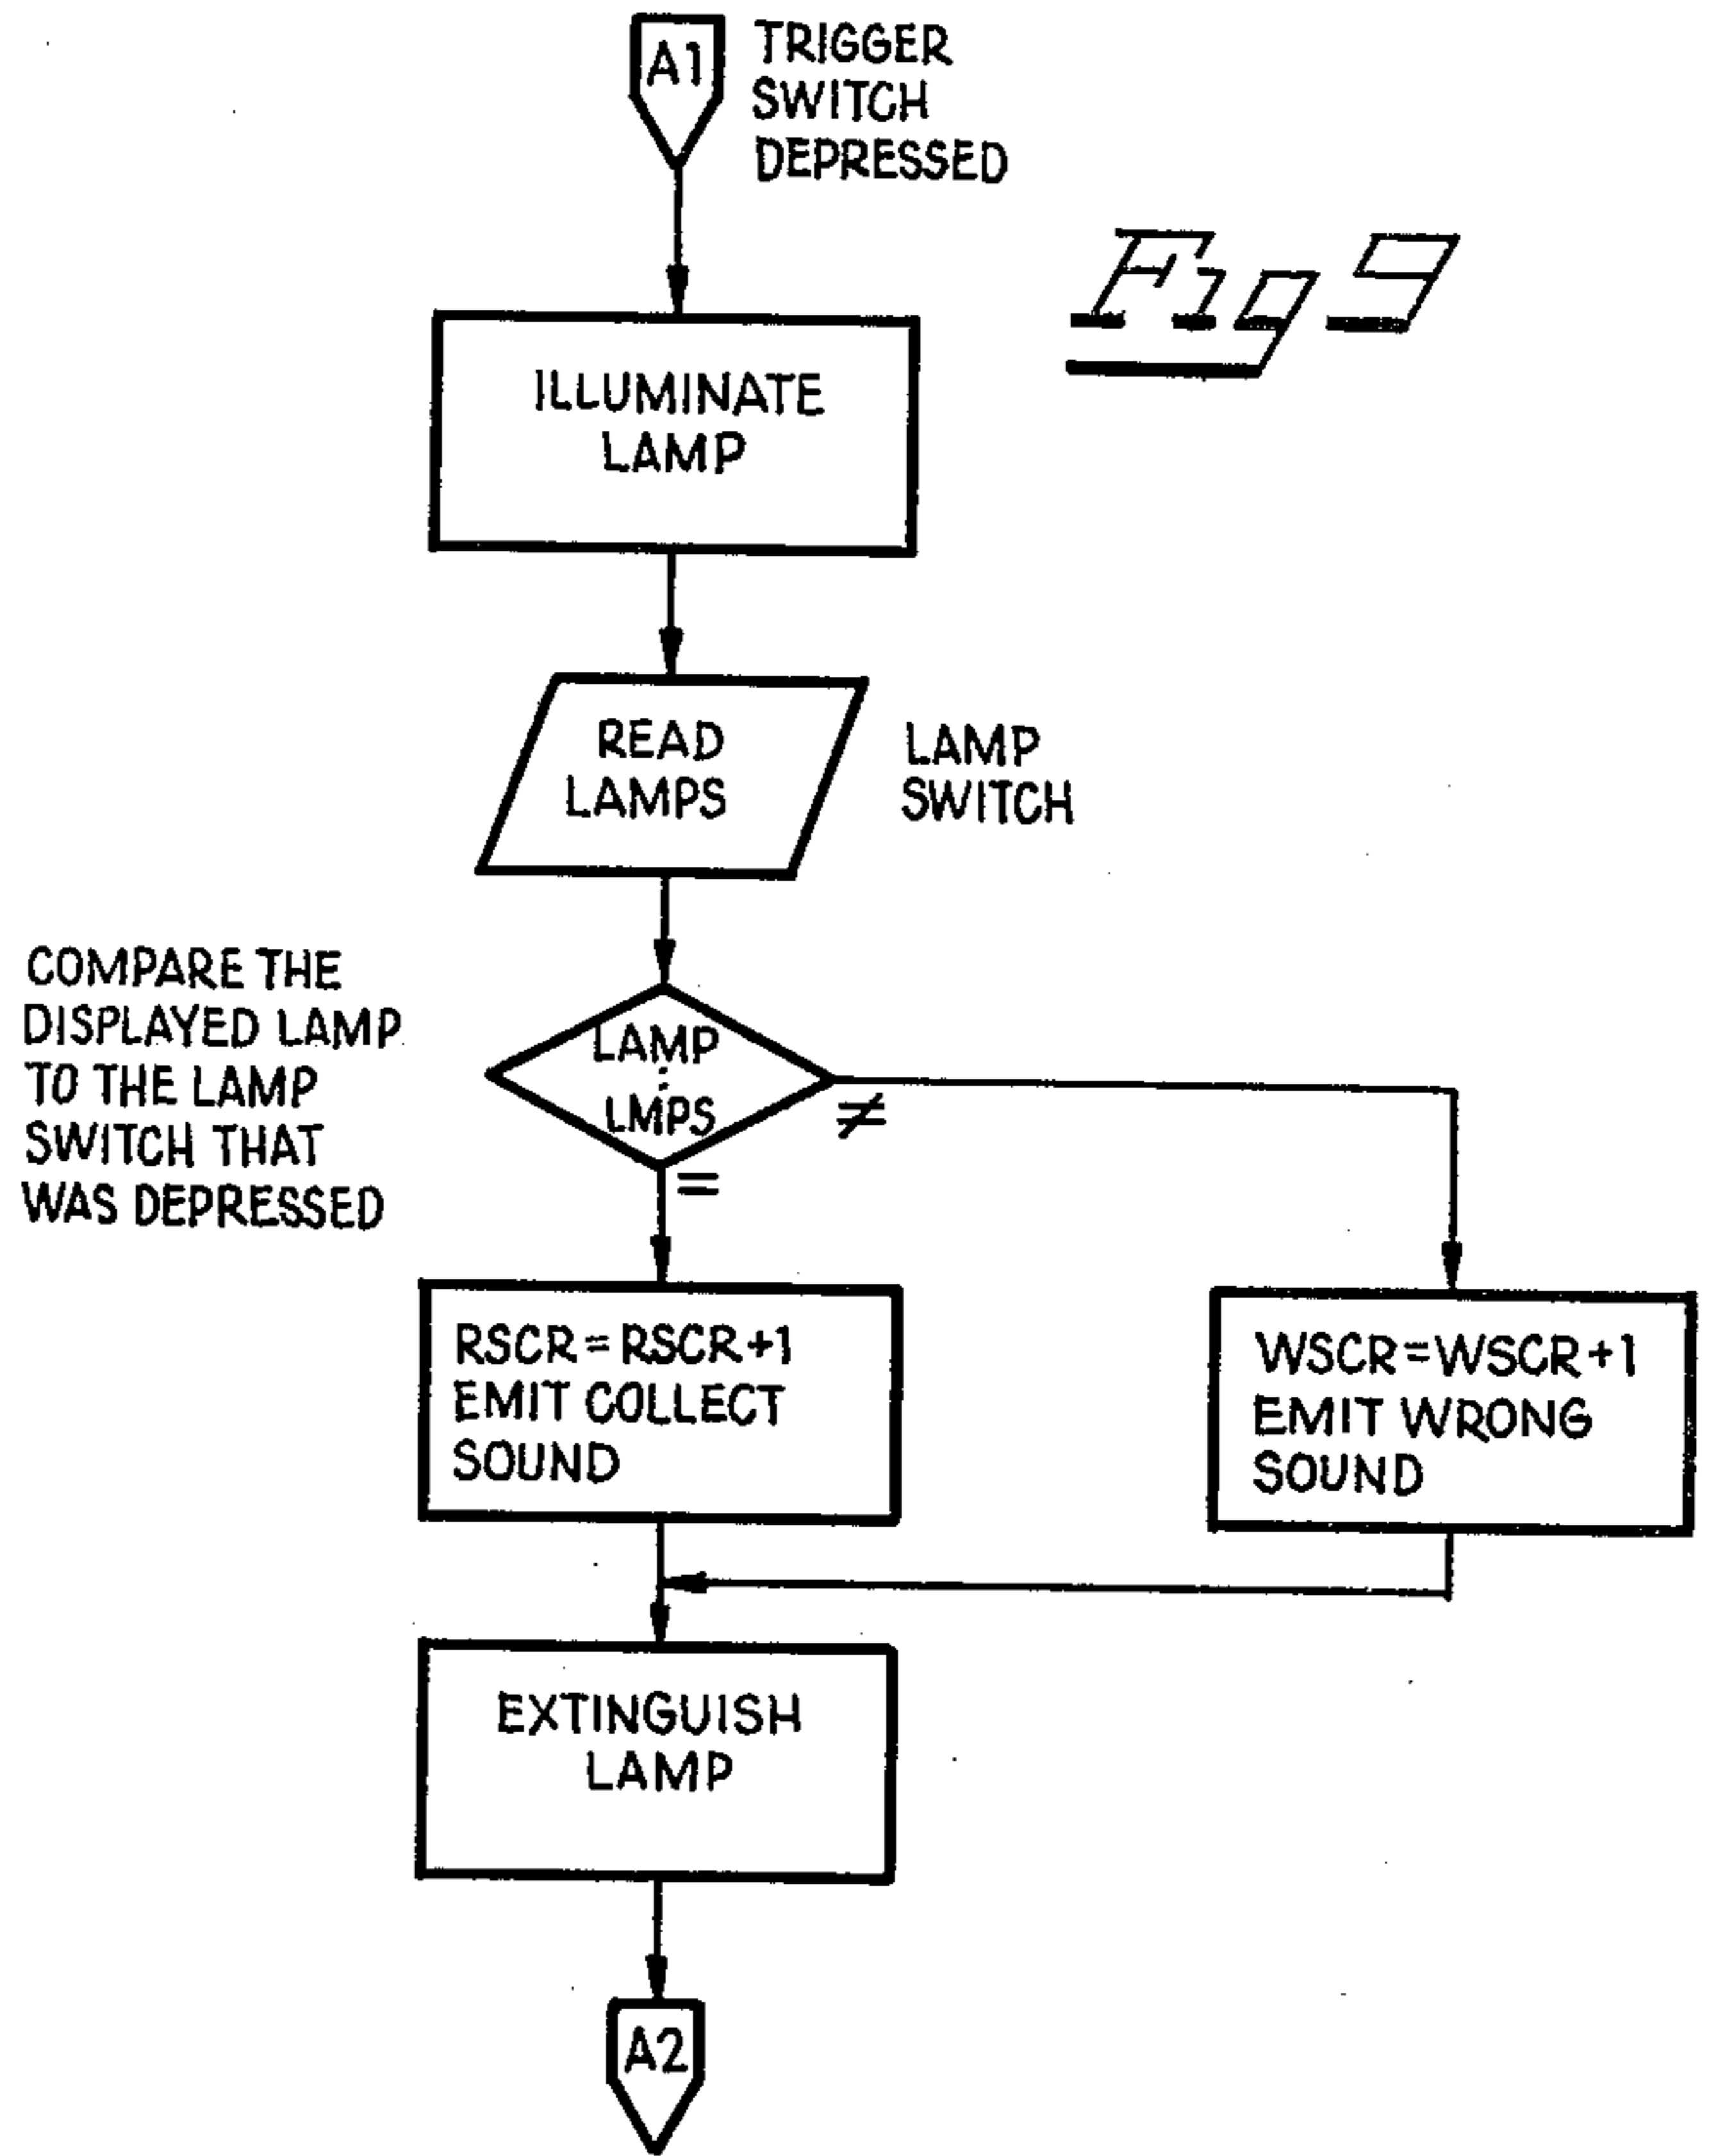 A1
TRIGGER
SWITCH
DEPRESSED
Fig 9
ILLUMINATE
LAMP
READ
LAMPS
LAMP
SWITCH
COMPARE THE
DISPLAYED LAMP
TO THE LAMP
SWITCH THAT
WAS DEPRESSED
LAMP
:
LMPS
≠
=
RSCR=RSCR+1
EMIT COLLECT
SOUND
WSCR=WSCR+1
EMIT WRONG
SOUND
EXTINGUISH
LAMP
A2